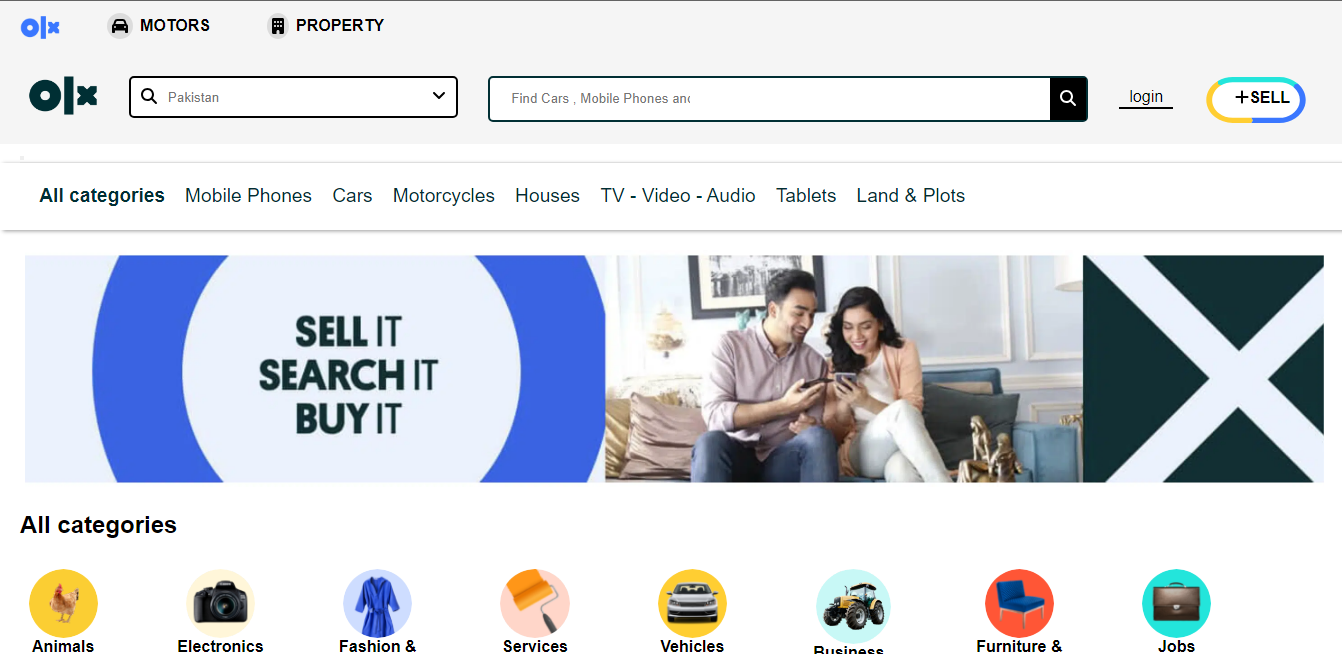 olx MOTORS PROPERTY
olx Pakistan Find Cars , Mobile Phones and login +SELL
All categories Mobile Phones Cars Motorcycles Houses TV - Video - Audio Tablets Land & Plots
SELL IT
SEARCH IT
BUY IT
All categories
Animals Electronics Fashion & Services Vehicles Business Furniture & Jobs